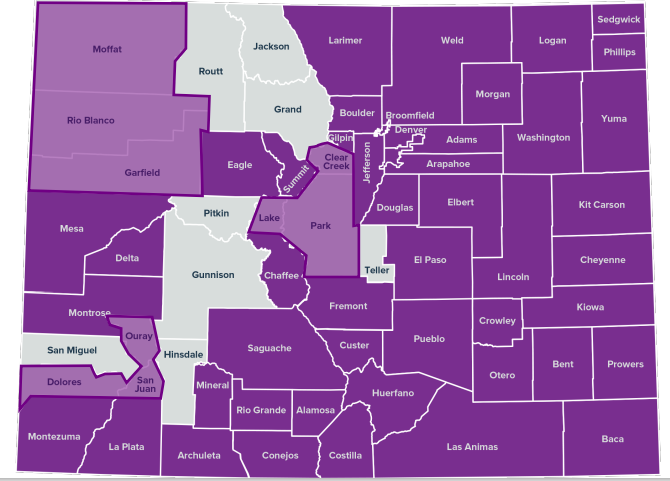 Moffat
Routt
Jackson
Larimer
Weld
Logan
Sedgwick
Phillips
Morgan
Grand
Rio Blanco
Boulder
Broomfield
Washington
Yuma
Gilpin
Denver
Adams
Garfield
Eagle
Summit
Clear
Creek
Jefferson
Arapahoe
Mesa
Pitkin
Lake
Park
Douglas
Elbert
Kit Carson
Delta
Gunnison
Chaffee
Teller
El Paso
Lincoln
Cheyenne
Montrose
Fremont
Crowley
Kiowa
Ouray
San Miguel
Hinsdale
Saguache
Custer
Pueblo
Otero
Bent
Prowers
Dolores
San
Juan
Mineral
Rio Grande
Alamosa
Huerfano
Montezuma
La Plata
Archuleta
Conejos
Costilla
Las Animas
Baca